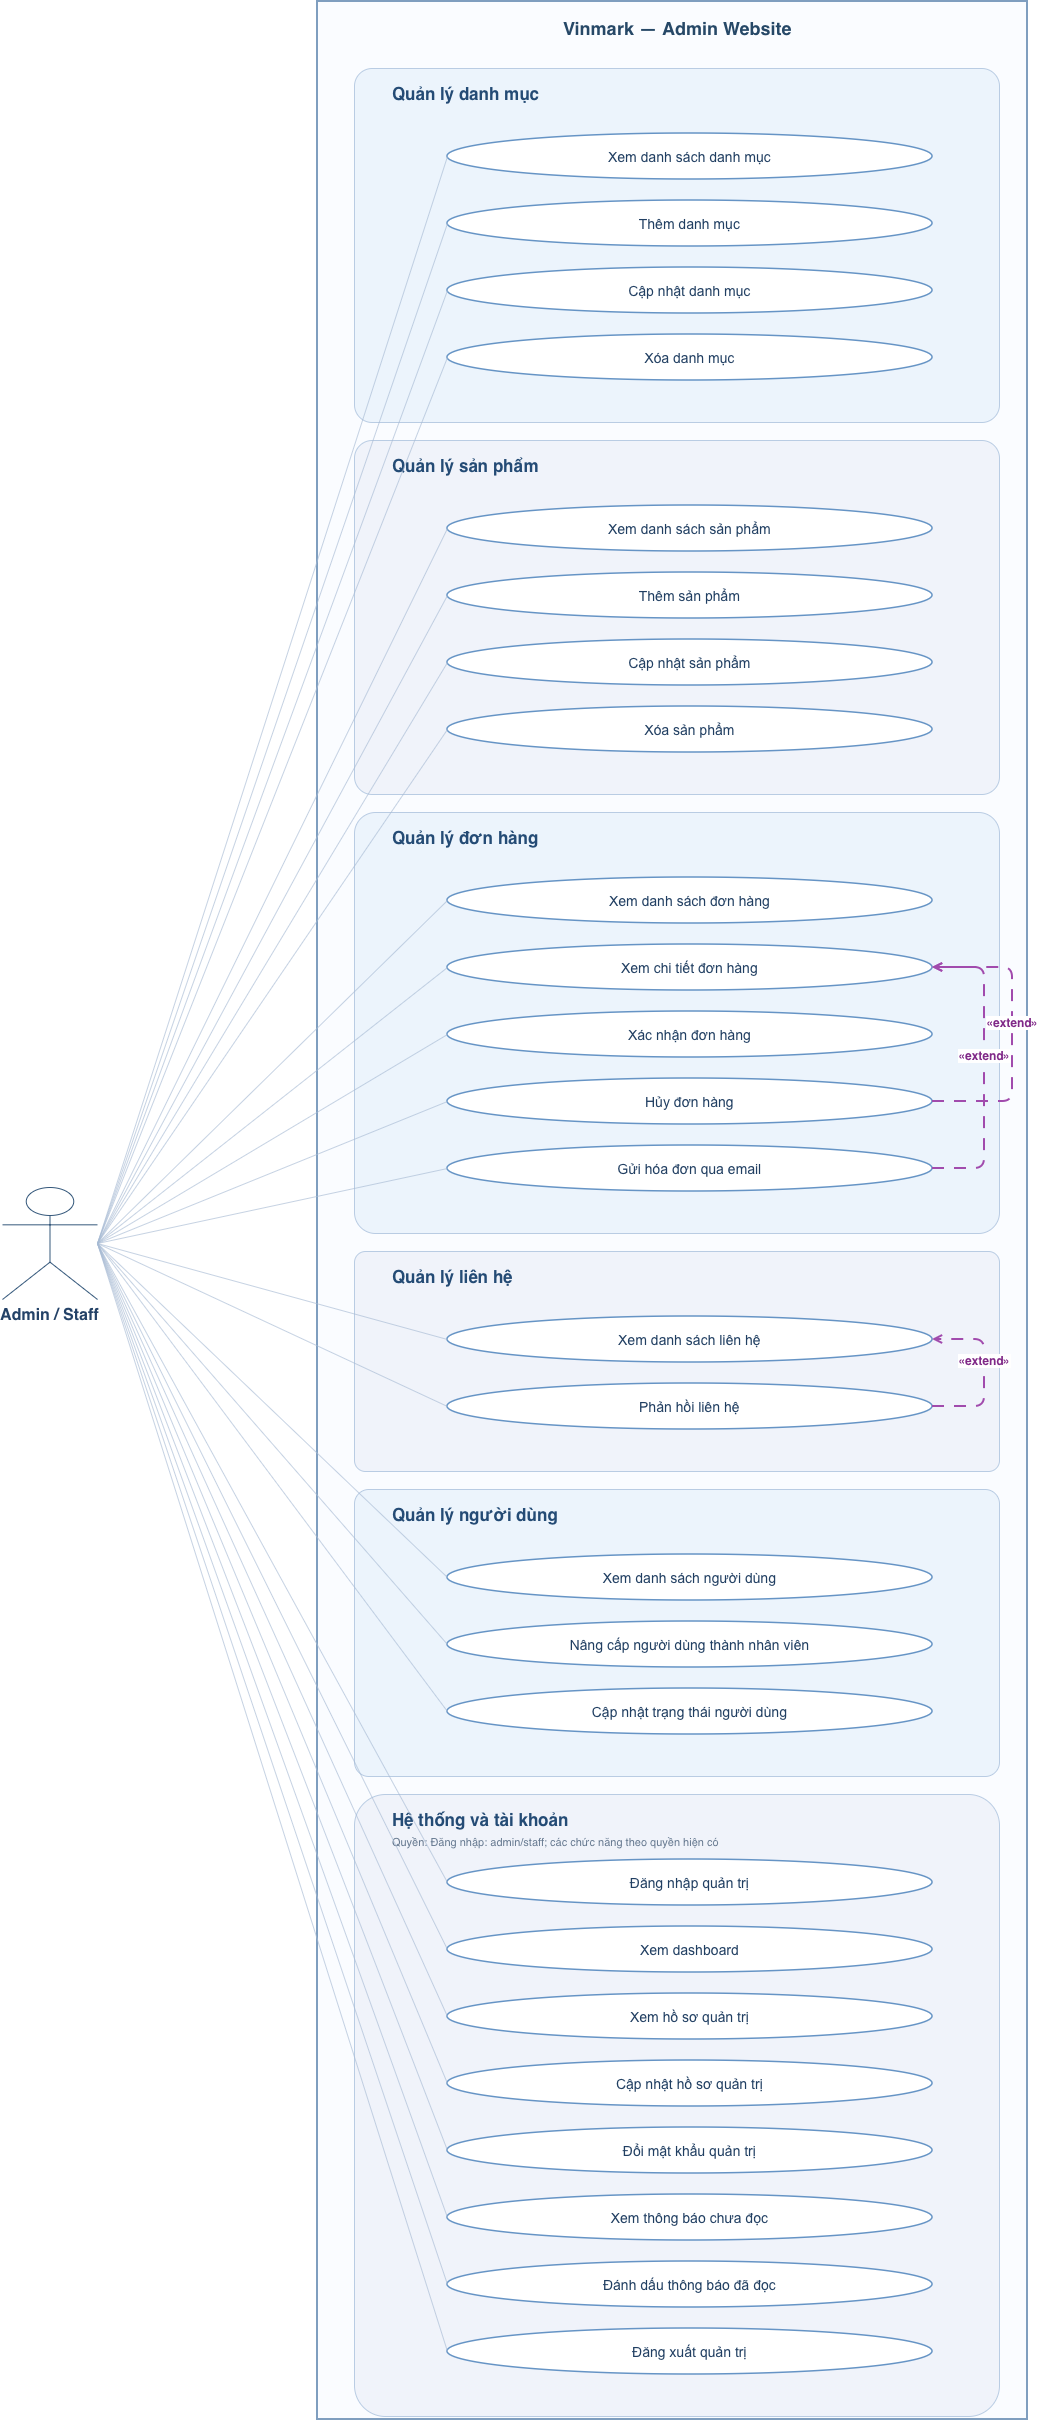 Vinmark — Admin Website
Quản lý danh mục
Xem danh sách danh mục
Thêm danh mục
Cập nhật danh mục
Xóa danh mục
Quản lý sản phẩm
Xem danh sách sản phẩm
Thêm sản phẩm
Cập nhật sản phẩm
Xóa sản phẩm
Quản lý đơn hàng
Xem danh sách đơn hàng
Xem chi tiết đơn hàng
«extend»
Xác nhận đơn hàng
«extend»
Hủy đơn hàng
Gửi hóa đơn qua email
Admin / Staff
Quản lý liên hệ
Xem danh sách liên hệ
«extend»
Phản hồi liên hệ
Quản lý người dùng
Xem danh sách người dùng
Nâng cấp người dùng thành nhân viên
Cập nhật trạng thái người dùng
Hệ thống và tài khoản
Quyền: Đăng nhập: admin/staff; các chức năng theo quyền hiện có
Đăng nhập quản trị
Xem dashboard
Xem hồ sơ quản trị
Cập nhật hồ sơ quản trị
Đổi mật khẩu quản trị
Xem thông báo chưa đọc
Đánh dấu thông báo đã đọc
Đăng xuất quản trị